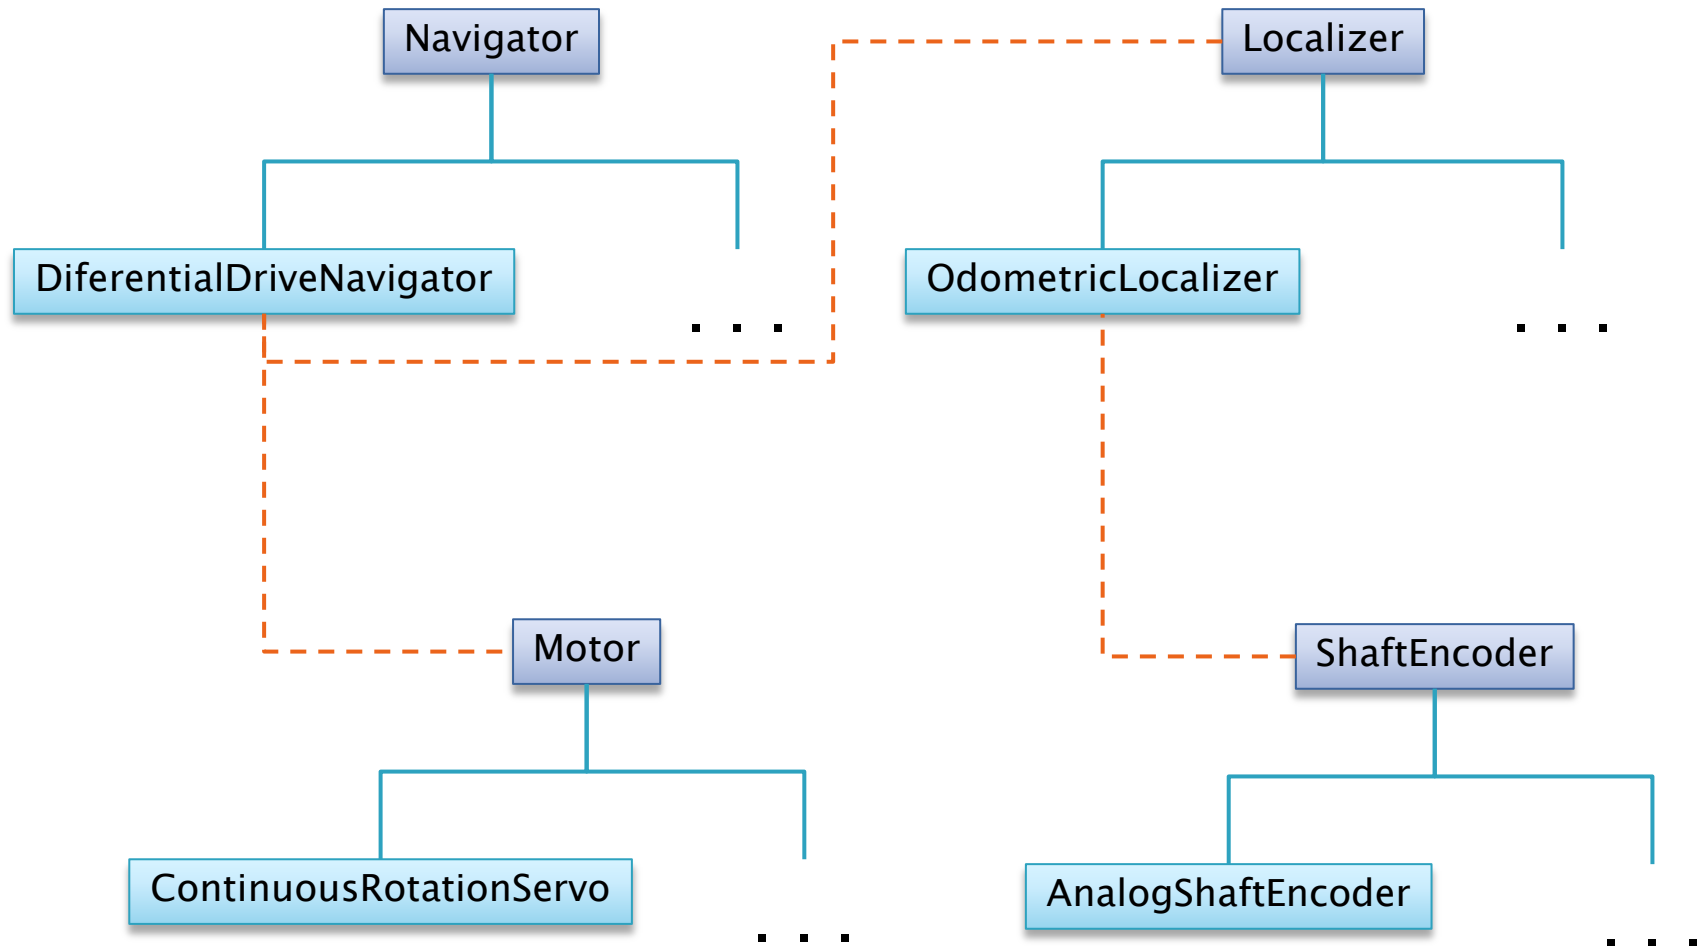 Navigator
Localizer
DiferentialDriveNavigator
OdometricLocalizer
. . .
. . .
Motor
ShaftEncoder
ContinuousRotationServo
AnalogShaftEncoder
. . .
. . .